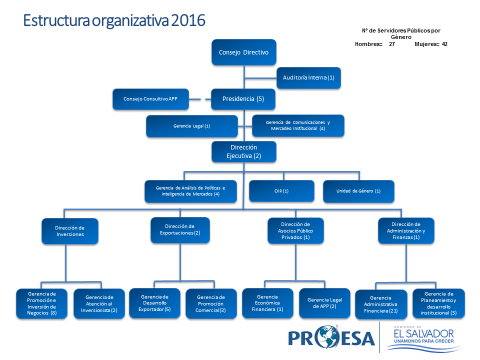 Estructura organizativa 2016
Nº de Servidores Públicos por
Género
Hombres: 27 Mujeres: 42
Consejo Directivo
Auditoría Interna (1)
Consejo Consultivo APP
Presidencia (5)
Gerencia Legal (1)
Gerencia de Comunicaciones y
Mercadeo Institucional (4)
Dirección
Ejecutiva (2)
Gerencia de Análisis de Políticas e
Inteligencia de Mercados (4)
OIR (1)
Unidad de Género (1)
Dirección de
Inversiones
Dirección de
Exportaciones (2)
Dirección de
Asocios Público
Privados (1)
Dirección de
Administración y
Finanzas (1)
Gerencia de
Promoción e
Inversión de
Negocios (8)
Gerencia de
Atención al
Inversionista (2)
Gerencia de
Desarrollo
Exportador (5)
Gerencia de
Promoción
Comercial (3)
Gerencia
Económica
Financiera (1)
Gerencia Legal
de APP (2)
Gerencia
Administrativa
Financiera (21)
Gerencia de
Planeamiento y
desarrollo
institucional (5)
PROESA
GOBIERNO DE
EL SALVADOR
UNÁMONOS PARA CRECER